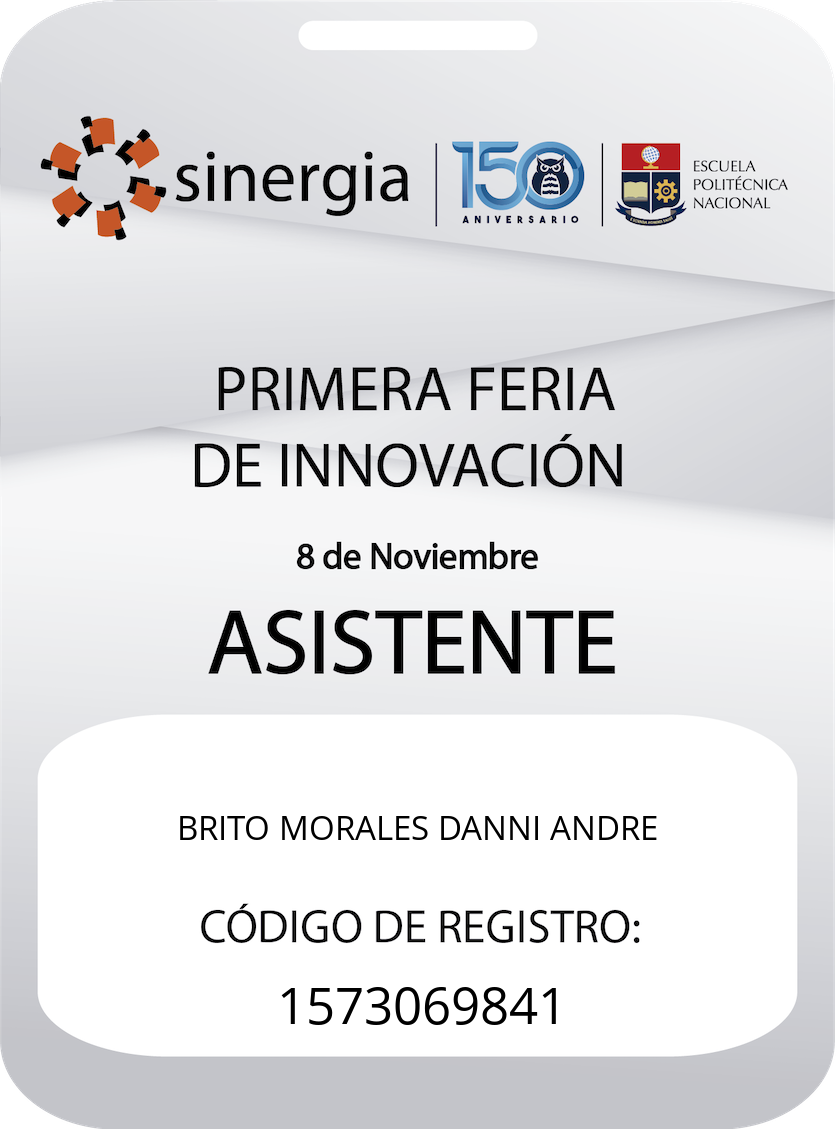 sinergia
150
ANIVERSARIO
ESCUELA
POLITÉCNICA
NACIONAL
PRIMERA FERIA
DE INNOVACIÓN
8 de Noviembre
ASISTENTE
BRITO MORALES DANNI ANDRE
CÓDIGO DE REGISTRO:
1573069841